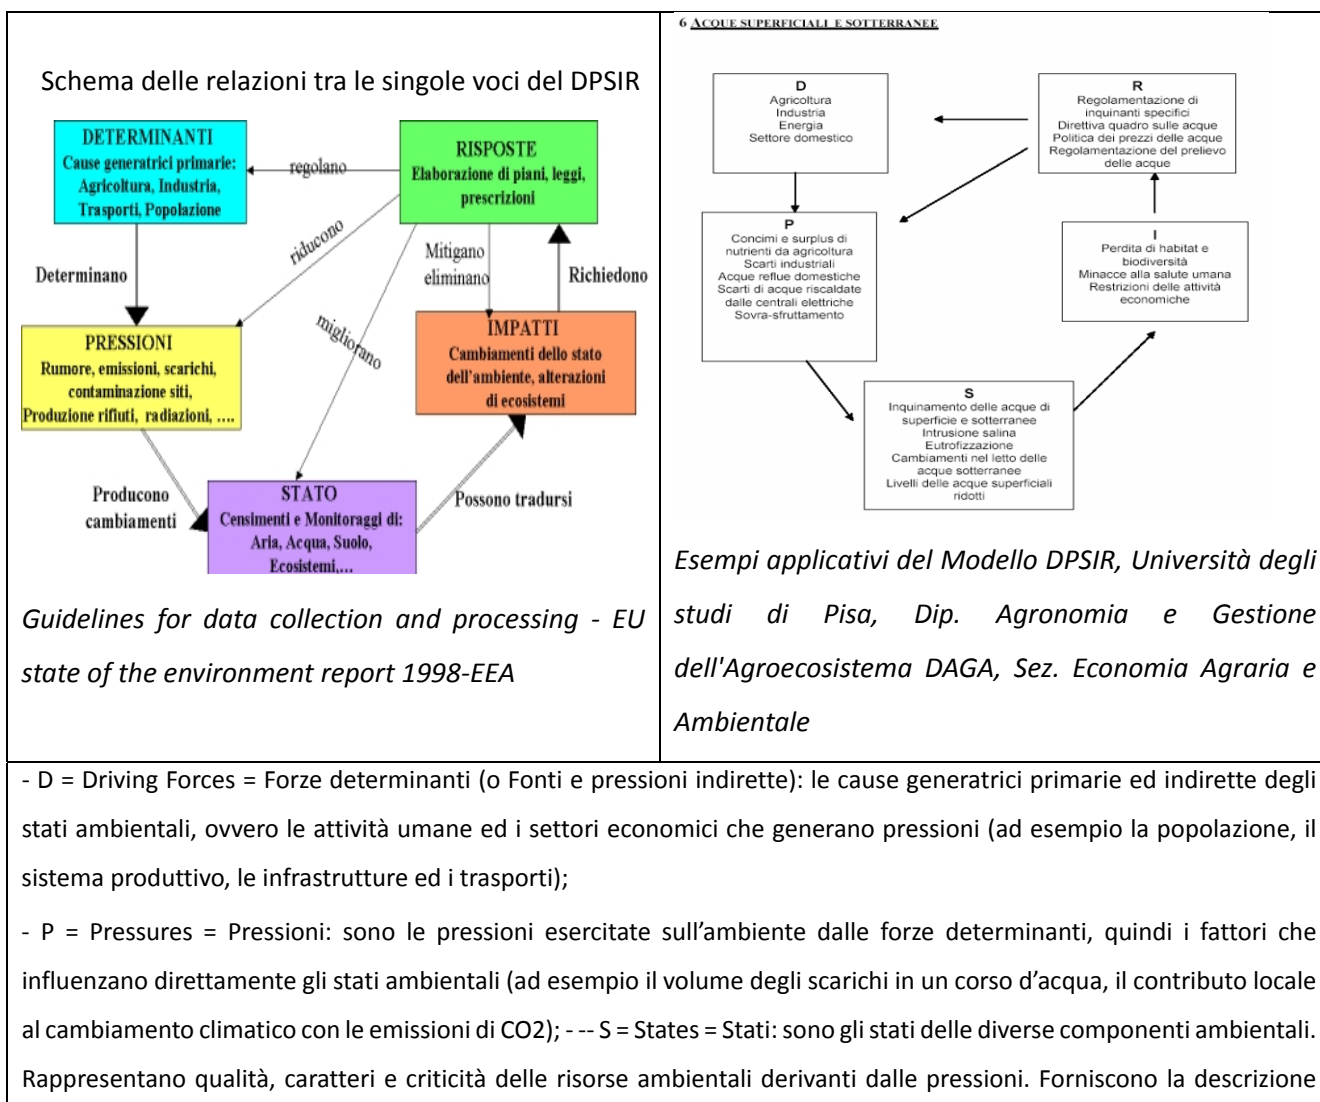 Schema delle relazioni tra le singole voci del DPSIR
DETERMINANTI
Cause generatrici primarie:
Agricoltura, Industria,
Trasporti, Popolazione
regolano
RISPOSTE
Elaborazione di piani, leggi,
prescrizioni
riducono
Determinano
Mitigano
eliminano
Richiedono
migliorano
PRESSIONI
Rumore, emissioni, scarichi,
contaminazione siti,
Produzione rifiuti, radiazioni, ....
IMPATTI
Cambiamenti dello stato
dell'ambiente, alterazioni
di ecosistemi
Producono
cambiamenti
STATO
Censimenti e Monitoraggi di:
Aria, Acqua, Suolo,
Ecosistemi,...
Possono tradursi
Guidelines for data collection and processing - EU
state of the environment report 1998-EEA
6 ACQUE SUPERFICIALI E SOTTERRANEE
D
Agricoltura
Industria
Energia
Settore domestico
R
Regolamentazione di
inquinanti specifici
Direttiva quadro sulle acque
Politica dei prezzi delle acque
Regolamentazione del prelievo
delle acque
P
Concimi e surplus di
nutrienti da agricoltura
Scarti industriali
Acque reflue domestiche
Scarti di acque riscaldate
dalle centrali elettriche
Sovra-sfruttamento
I
Perdita di habitat e
biodiversità
Minacce alla salute umana
Restrizioni delle attività
economiche
S
Inquinamento delle acque di
superficie e sotterranee
Intrusione salina
Eutrofizzazione
Cambiamenti nel letto delle
acque sotterranee
Livelli delle acque superficiali
ridotti
Esempi applicativi del Modello DPSIR, Università degli
studi di Pisa, Dip. Agronomia e Gestione
dell'Agroecosistema DAGA, Sez. Economia Agraria e
Ambientale
- D = Driving Forces = Forze determinanti (o Fonti e pressioni indirette): le cause generatrici primarie ed indirette degli
stati ambientali, ovvero le attività umane ed i settori economici che generano pressioni (ad esempio la popolazione, il
sistema produttivo, le infrastrutture ed i trasporti);
- P = Pressures = Pressioni: sono le pressioni esercitate sull'ambiente dalle forze determinanti, quindi i fattori che
influenzano direttamente gli stati ambientali (ad esempio il volume degli scarichi in un corso d'acqua, il contributo locale
al cambiamento climatico con le emissioni di CO2); - -- S = States = Stati: sono gli stati delle diverse componenti ambientali.
Rappresentano qualità, caratteri e criticità delle risorse ambientali derivanti dalle pressioni. Forniscono la descrizione